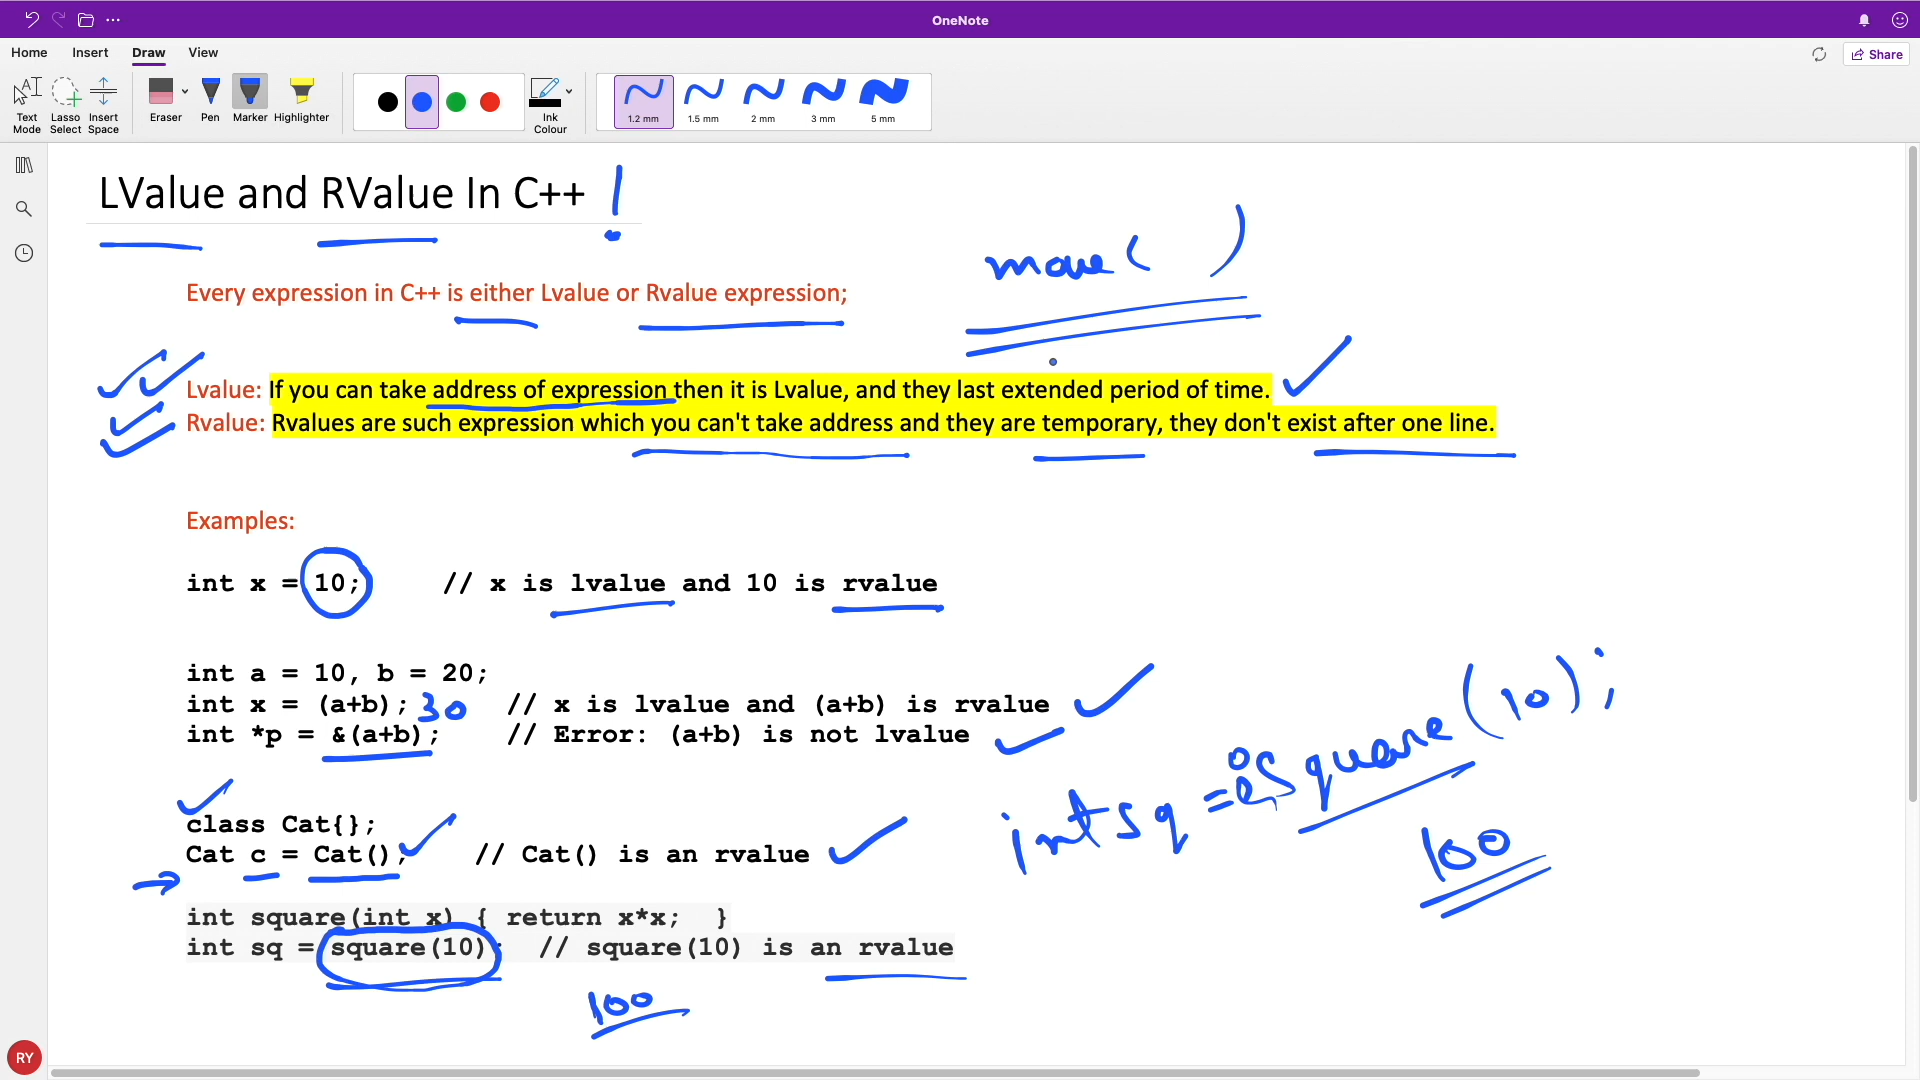 OneNote
Home Insert Draw View
Share
Text Mode
Lasso Select
Insert Space
Eraser
Pen
Marker
Highlighter
Ink Colour
1.2 mm
1.5 mm
2 mm
3 mm
5 mm
LValue and RValue In C++ !
move( )
Every expression in C++ is either Lvalue or Rvalue expression;
Lvalue: If you can take address of expression then it is Lvalue, and they last extended period of time.
Rvalue: Rvalues are such expression which you can't take address and they are temporary, they don't exist after one line.
Examples:
int x = 10; // x is lvalue and 10 is rvalue
int a = 10, b = 20;
int x = (a+b); 30 // x is lvalue and (a+b) is rvalue
int *p = &(a+b); // Error: (a+b) is not lvalue
int sq = &square(10);
100
class Cat{};
Cat c = Cat(); // Cat() is an rvalue
int square(int x) { return x*x; }
int sq = square(10); // square(10) is an rvalue
100
RY